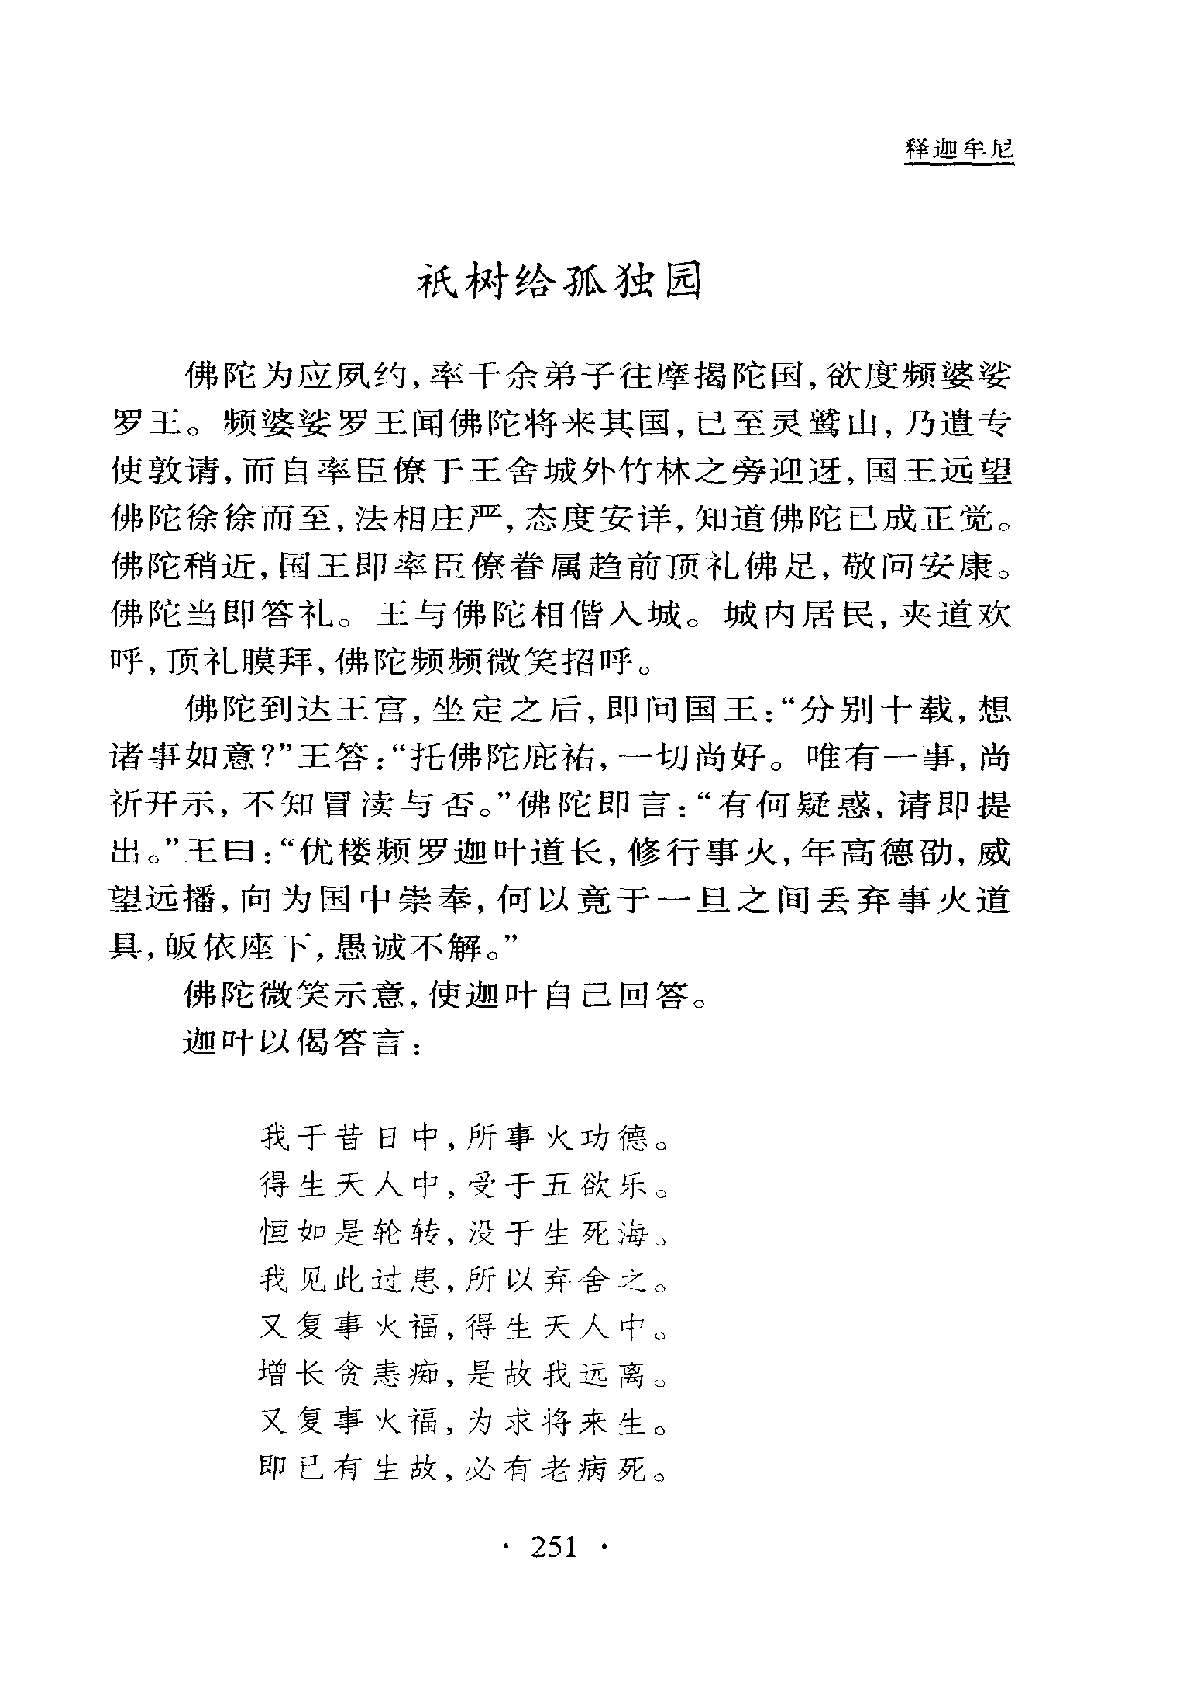 释迦牟尼
祇树给孤独园
佛陀为应夙约,率千余弟子往摩揭陀国,欲度频婆娑
罗王。频婆娑罗王闻佛陀将来其国,已至灵鹫山,乃遣专
使敦请,而自率臣僚于王舍城外竹林之旁迎迓,国王远望
佛陀徐徐而至,法相庄严,态度安详,知道佛陀已成正觉。
佛陀稍近,国王即率臣僚眷属趋前顶礼佛足,敬问安康。
佛陀当即答礼。王与佛陀相偕入城。城内居民,夹道欢
呼,顶礼膜拜,佛陀频频微笑招呼。
佛陀到达王宫,坐定之后,即问国王:“分别十载,想
诸事如意?”王答:“托佛陀庇祐,一切尚好。唯有一事,尚
祈开示,不知冒渎与否。”佛陀即言:“有何疑惑,请即提
出。”王曰:“优楼频罗迦叶道长,修行事火,年高德劭,威
望远播,向为国中崇奉,何以竟于一旦之间丢弃事火道
具,皈依座下,愚诚不解。”
佛陀微笑示意,使迦叶自己回答。
迦叶以偈答言:
我于昔日中,所事火功德。
得生天人中,受于五欲乐。
恒如是轮转,没于生死海。
我见此过患,所以弃舍之。
又复事火福,得生天人中。
增长贪恚痴,是故我远离。
又复事火福,为求将来生。
即已有生故,必有老病死。
· 251 ·